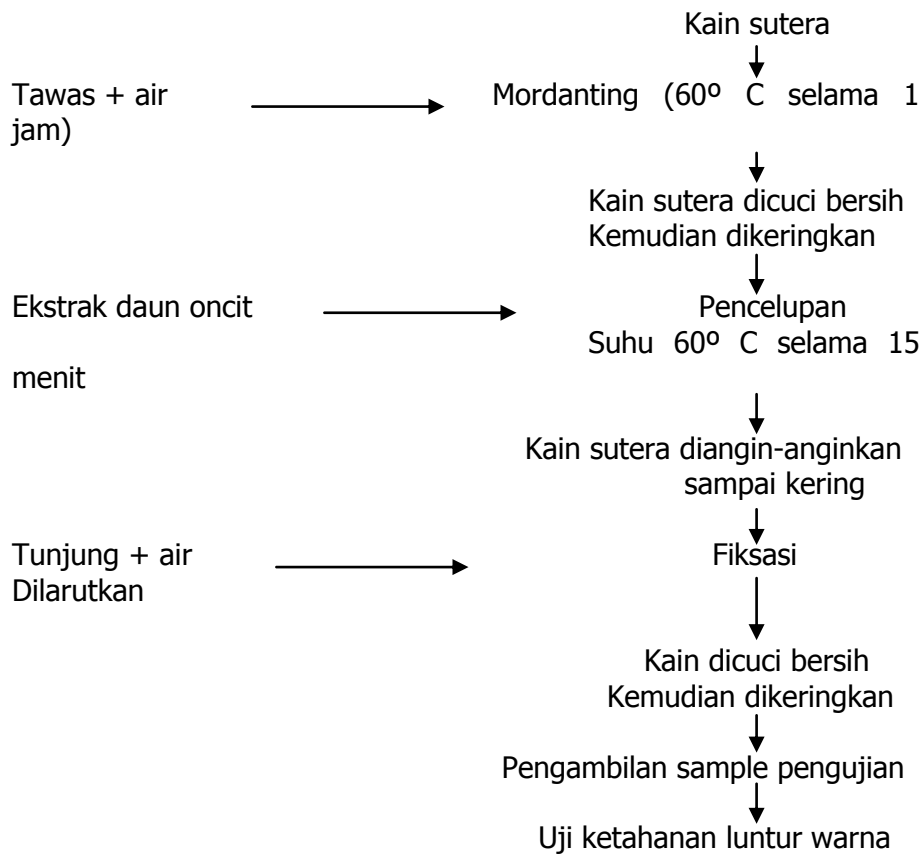 Kain sutera
Tawas + air Mordanting (60º C selama 1
jam)
Kain sutera dicuci bersih
Kemudian dikeringkan
Ekstrak daun oncit Pencelupan
Suhu 60º C selama 15
menit
Kain sutera diangin-anginkan
sampai kering
Tunjung + air Fiksasi
Dilarutkan
Kain dicuci bersih
Kemudian dikeringkan
Pengambilan sample pengujian
Uji ketahanan luntur warna